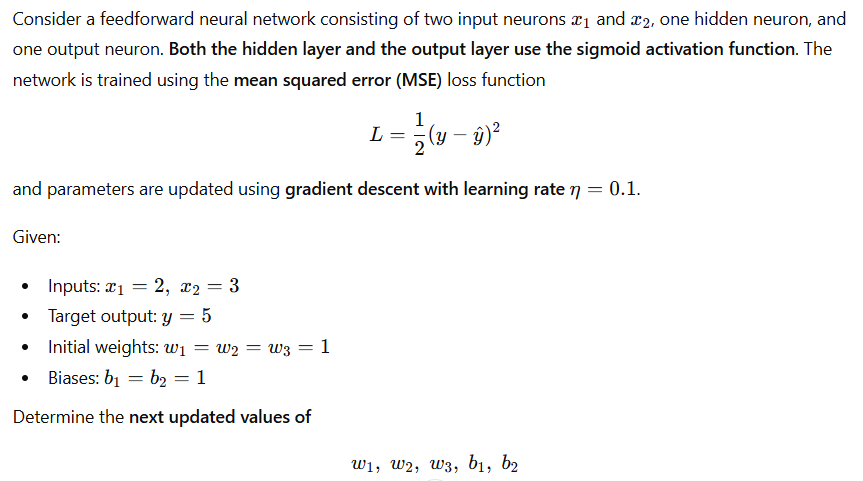 Consider a feedforward neural network consisting of two input neurons x₁ and x₂, one hidden neuron, and
one output neuron. Both the hidden layer and the output layer use the sigmoid activation function. The
network is trained using the mean squared error (MSE) loss function
L = 1/2 (y − ŷ)²
and parameters are updated using gradient descent with learning rate η = 0.1.
Given:
• Inputs: x₁ = 2, x₂ = 3
• Target output: y = 5
• Initial weights: w₁ = w₂ = w₃ = 1
• Biases: b₁ = b₂ = 1
Determine the next updated values of
w₁, w₂, w₃, b₁, b₂